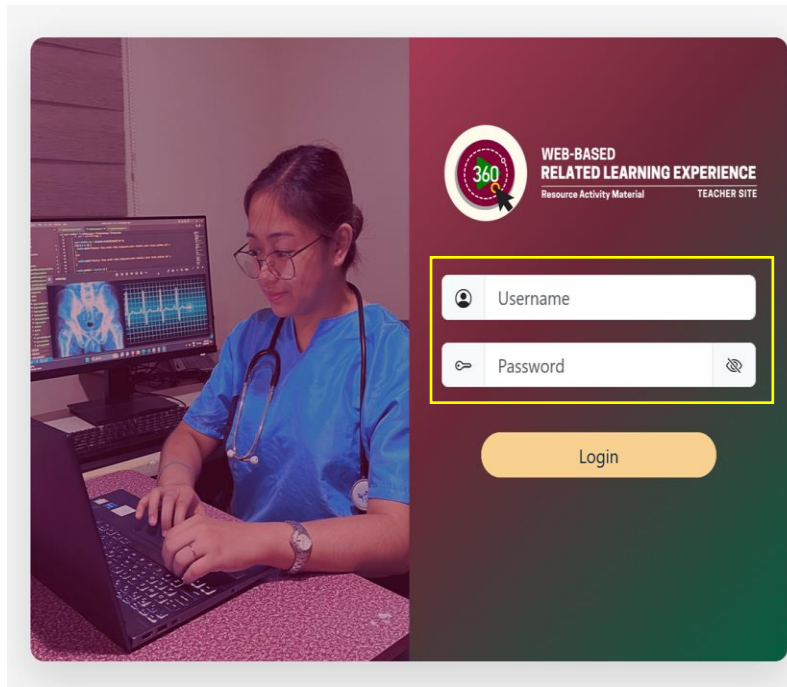 360
WEB-BASED
RELATED LEARNING EXPERIENCE
Resource Activity Material TEACHER SITE
Username
Password
Login